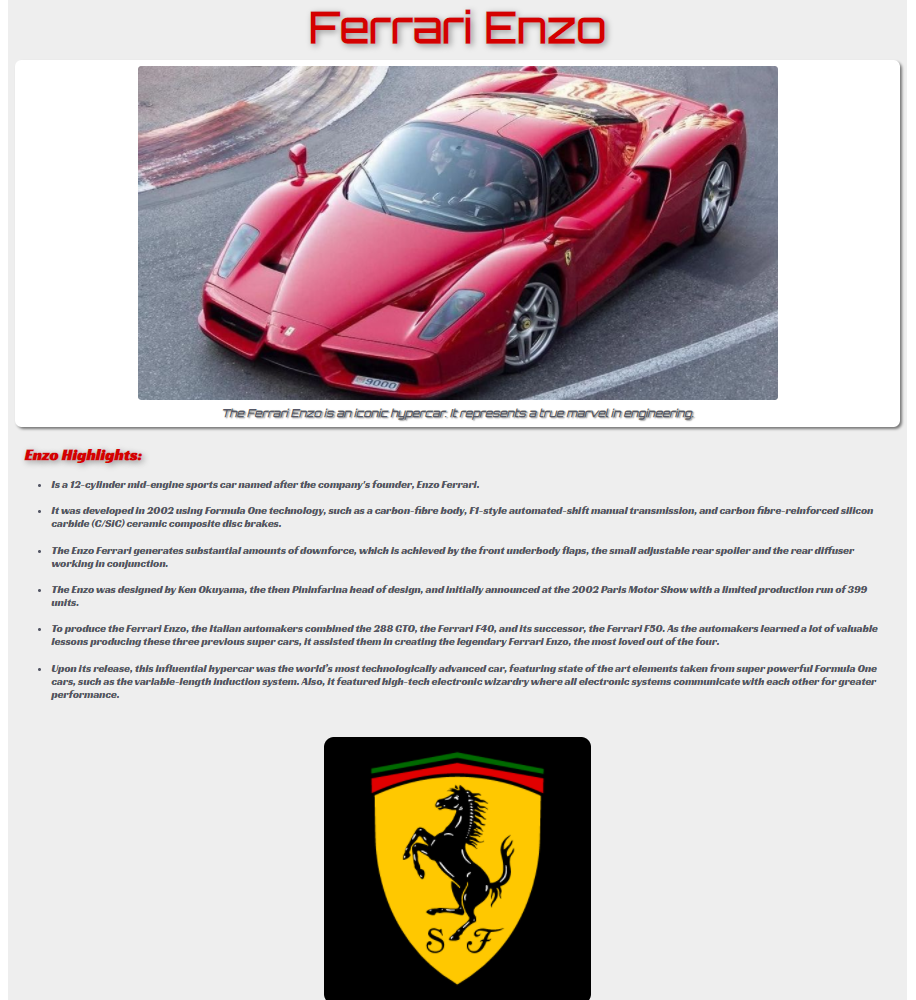 Ferrari Enzo
9000
The Ferrari Enzo is an iconic hypercar. It represents a true marvel in engineering.
Enzo Highlights:
Is a 12-cylinder mid-engine sports car named after the company's founder, Enzo Ferrari.
It was developed in 2002 using Formula One technology, such as a carbon-fibre body, F1-style automated-shift manual transmission, and carbon fibre-reinforced silicon
carbide (C/SiC) ceramic composite disc brakes.
The Enzo Ferrari generates substantial amounts of downforce, which is achieved by the front underbody flaps, the small adjustable rear spoiler and the rear diffuser
working in conjunction.
The Enzo was designed by Ken Okuyama, the then Pininfarina head of design, and initially announced at the 2002 Paris Motor Show with a limited production run of 399
units.
To produce the Ferrari Enzo, the Italian automakers combined the 288 GTO, the Ferrari F40, and its successor, the Ferrari F50. As the automakers learned a lot of valuable
lessons producing these three previous super cars, it assisted them in creating the legendary Ferrari Enzo, the most loved out of the four.
Upon its release, this influential hypercar was the world's most technologically advanced car, featuring state of the art elements taken from super powerful Formula One
cars, such as the variable-length induction system. Also, it featured high-tech electronic wizardry where all electronic systems communicate with each other for greater
performance.
S F